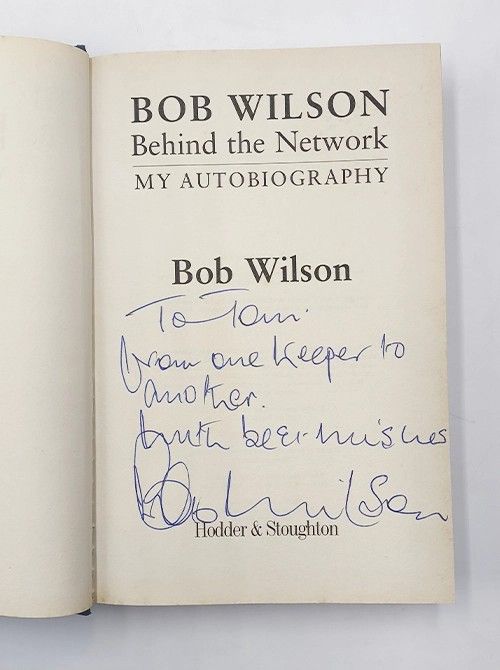 BOB WILSON
Behind the Network
MY AUTOBIOGRAPHY
Bob Wilson
To Tom.
from one keeper to
another.
with best wishes
Bob Wilson
Hodder & Stoughton